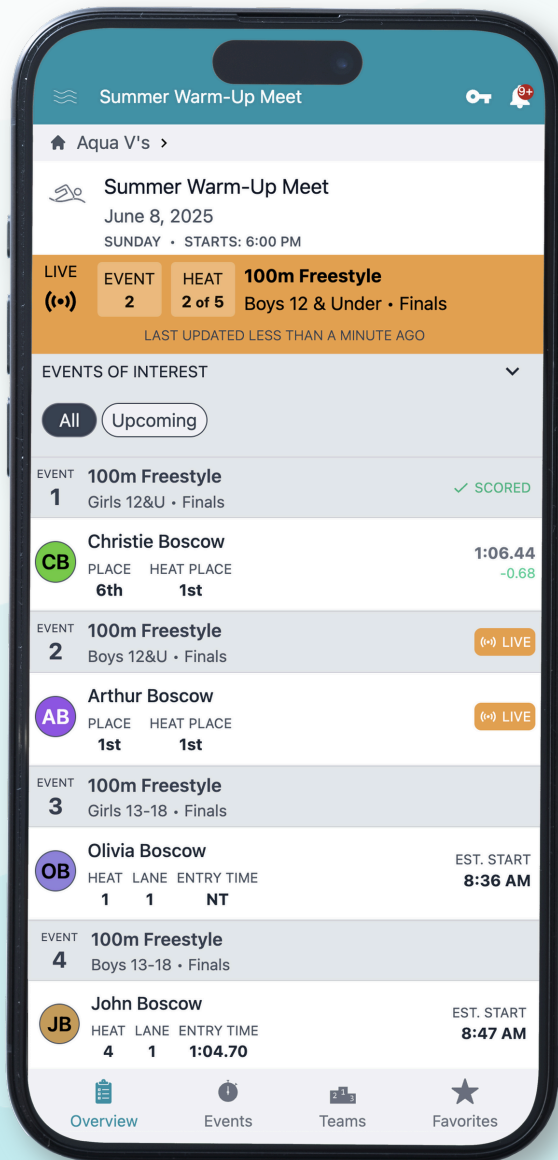 Summer Warm-Up Meet
9+
Aqua V's >
Summer Warm-Up Meet
June 8, 2025
SUNDAY • STARTS: 6:00 PM
LIVE EVENT HEAT 100m Freestyle
2 2 of 5 Boys 12 & Under • Finals
LAST UPDATED LESS THAN A MINUTE AGO
EVENTS OF INTEREST
All Upcoming
EVENT 100m Freestyle
1 Girls 12&U • Finals
✓ SCORED
CB Christie Boscow
PLACE HEAT PLACE
6th 1st
1:06.44
-0.68
EVENT 100m Freestyle
2 Boys 12&U • Finals
LIVE
AB Arthur Boscow
PLACE HEAT PLACE
1st 1st
LIVE
EVENT 100m Freestyle
3 Girls 13-18 • Finals
OB Olivia Boscow
HEAT LANE ENTRY TIME
1 1 NT
EST. START
8:36 AM
EVENT 100m Freestyle
4 Boys 13-18 • Finals
JB John Boscow
HEAT LANE ENTRY TIME
4 1 1:04.70
EST. START
8:47 AM
2 1 3
Overview Events Teams Favorites